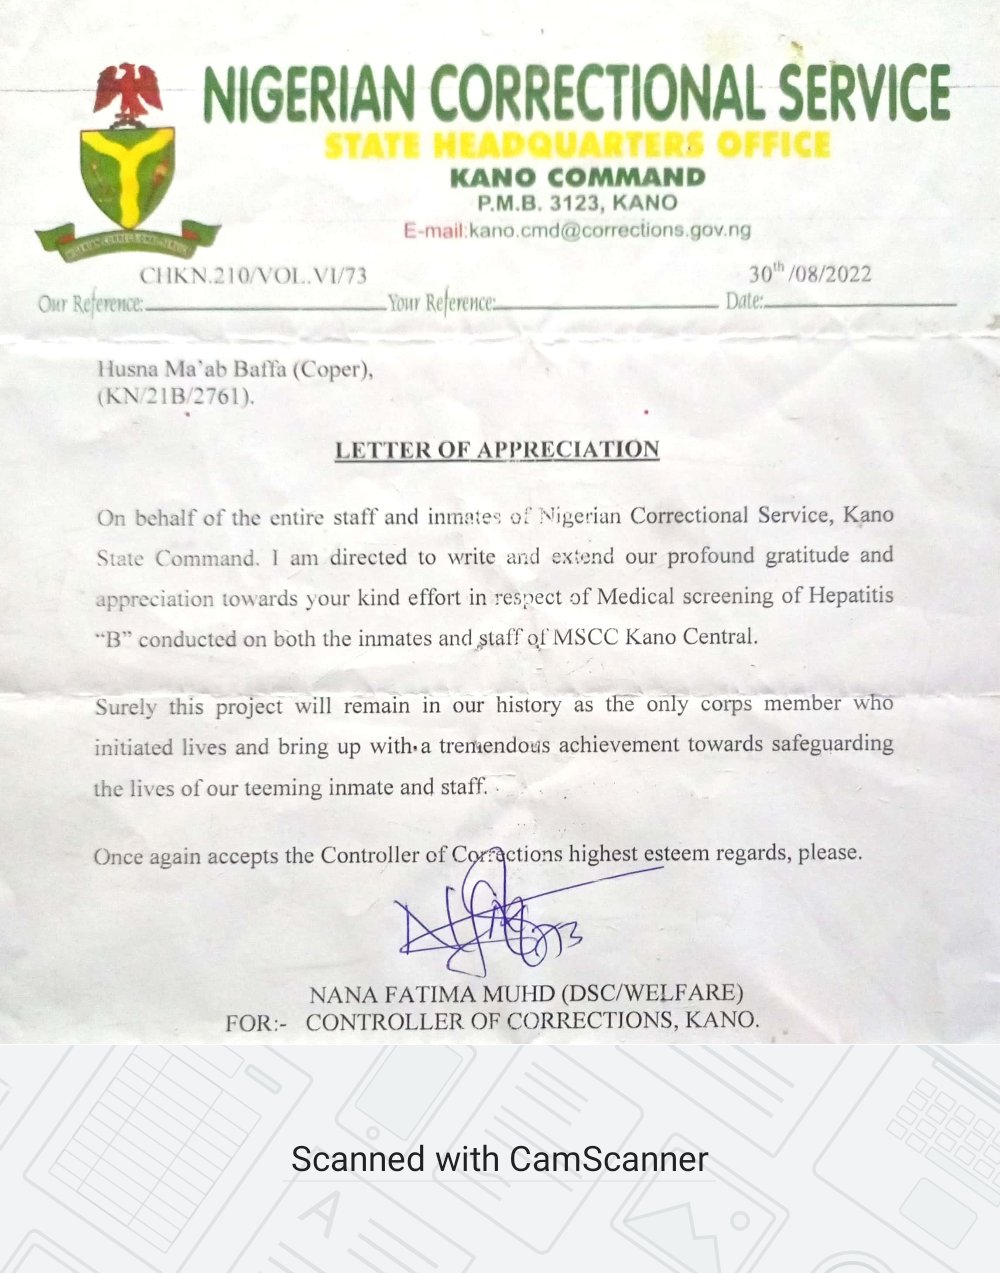 NIGERIAN CORRECTIONAL SERVICE
STATE HEADQUARTERS OFFICE
KANO COMMAND
P.M.B. 3123, KANO
E-mail:kano.cmd@corrections.gov.ng
NIGERIAN CORRECTIONAL SERVICE
CHKN.210/VOL.VI/73 30th /08/2022
Our Reference: Your Reference: Date:
Husna Ma'ab Baffa (Coper),
(KN/21B/2761).
LETTER OF APPRECIATION
On behalf of the entire staff and inmates of Nigerian Correctional Service, Kano
State Command. I am directed to write and extend our profound gratitude and
appreciation towards your kind effort in respect of Medical screening of Hepatitis
“B” conducted on both the inmates and staff of MSCC Kano Central.
Surely this project will remain in our history as the only corps member who
initiated lives and bring up with a tremendous achievement towards safeguarding
the lives of our teeming inmate and staff.
Once again accepts the Controller of Corrections highest esteem regards, please.
NANA FATIMA MUHD (DSC/WELFARE)
FOR:- CONTROLLER OF CORRECTIONS, KANO.
Scanned with CamScanner